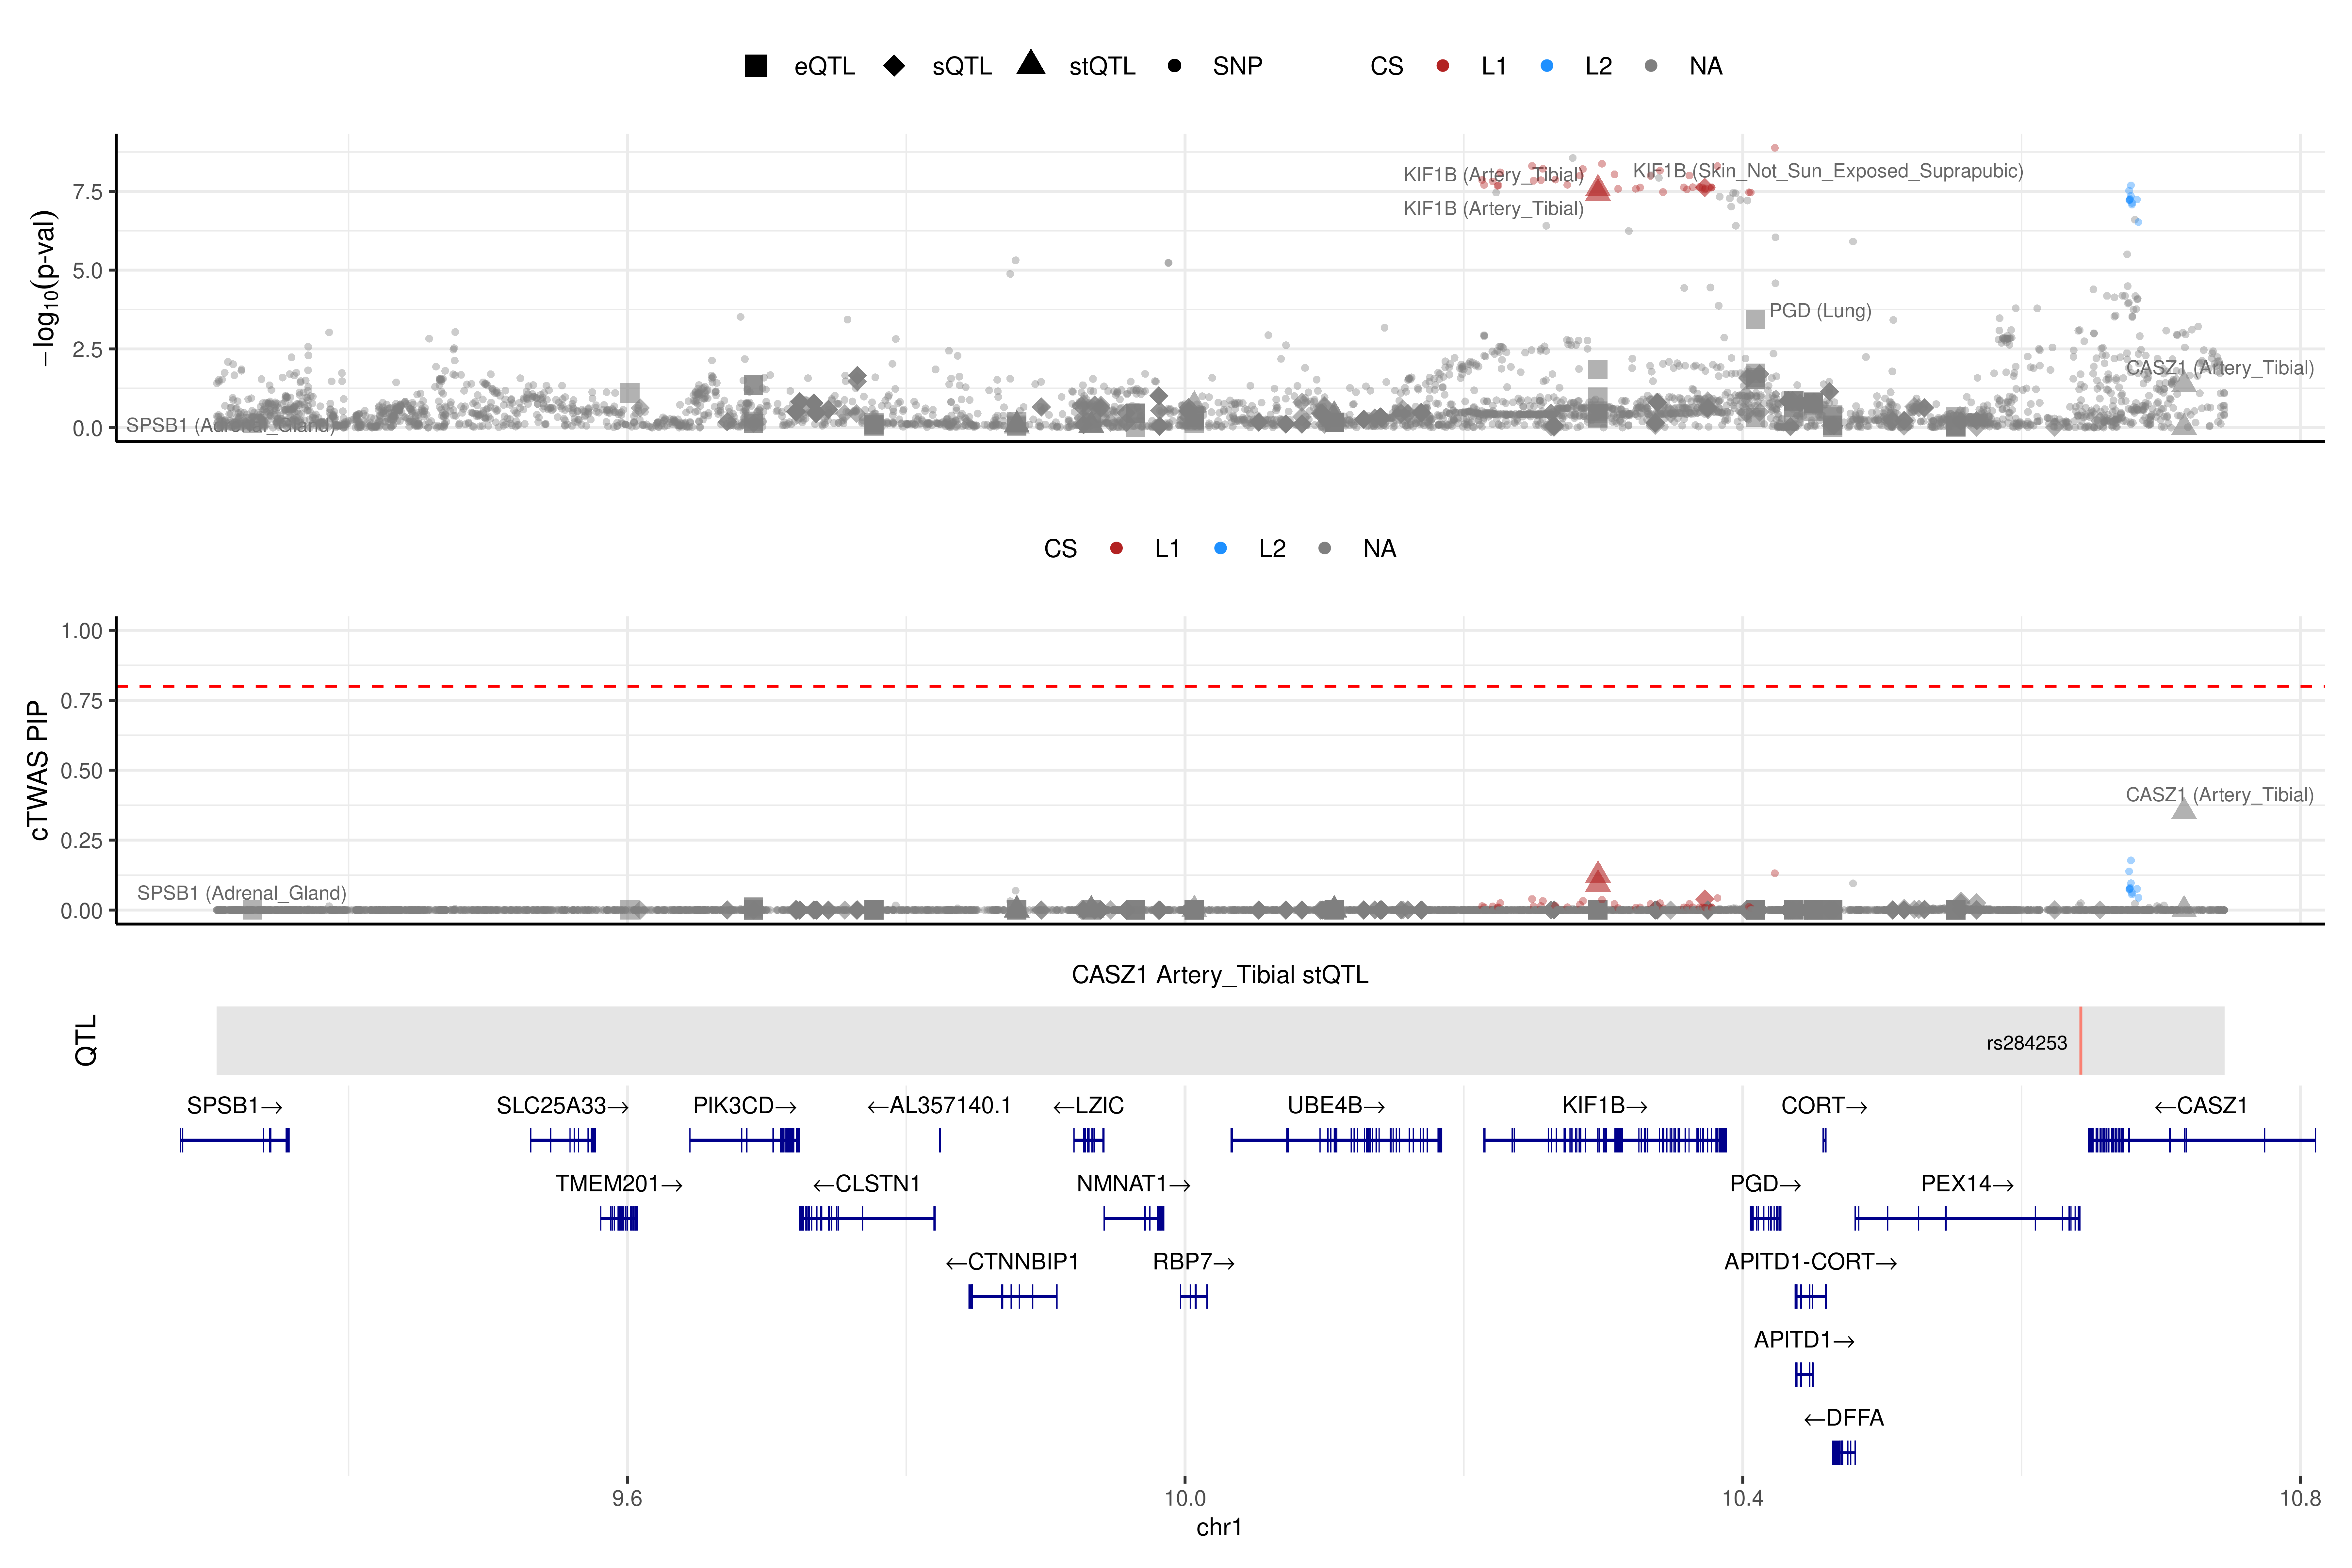 eQTL sQTL stQTL SNP CS L1 L2 NA
−log10(p-val)
7.5
5.0
2.5
0.0
KIF1B (Artery_Tibial)
KIF1B (Skin_Not_Sun_Exposed_Suprapubic)
KIF1B (Artery_Tibial)
PGD (Lung)
CASZ1 (Artery_Tibial)
SPSB1 (Adrenal_Gland)
CS L1 L2 NA
cTWAS PIP
1.00
0.75
0.50
0.25
0.00
CASZ1 (Artery_Tibial)
SPSB1 (Adrenal_Gland)
CASZ1 Artery_Tibial stQTL
QTL
rs284253
SPSB1→ SLC25A33→ PIK3CD→ ←AL357140.1 ←LZIC UBE4B→ KIF1B→ CORT→ ←CASZ1
TMEM201→ ←CLSTN1 NMNAT1→ PGD→ PEX14→
←CTNNBIP1 RBP7→ APITD1-CORT→
APITD1→
←DFFA
9.6 10.0 10.4 10.8
chr1